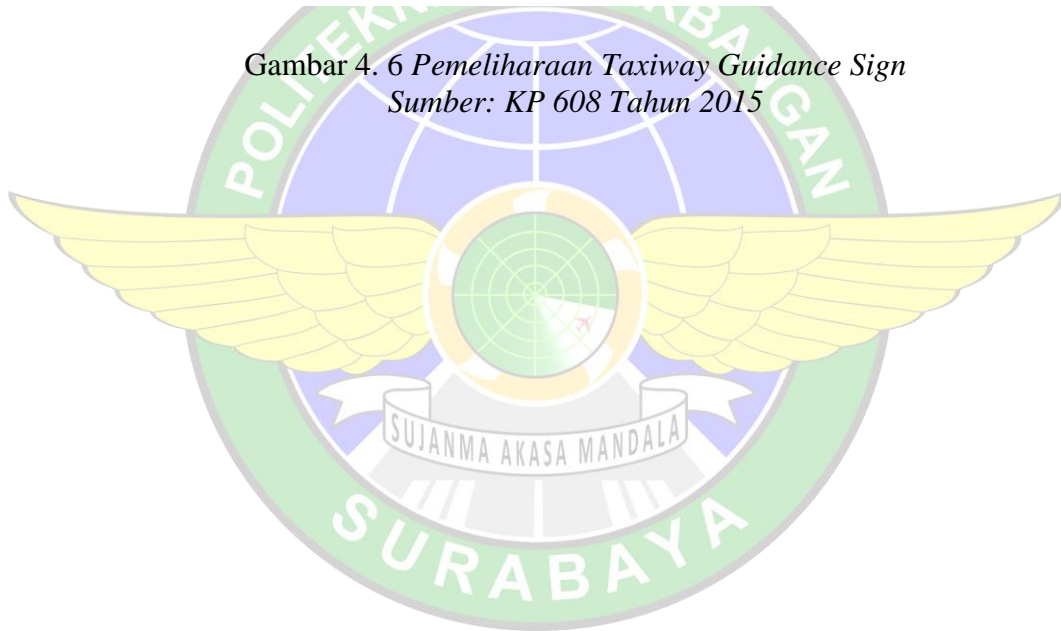 Gambar 4. 6 Pemeliharaan Taxiway Guidance Sign
Sumber: KP 608 Tahun 2015
SUJANMA AKASA MANDALA
SURABAYA